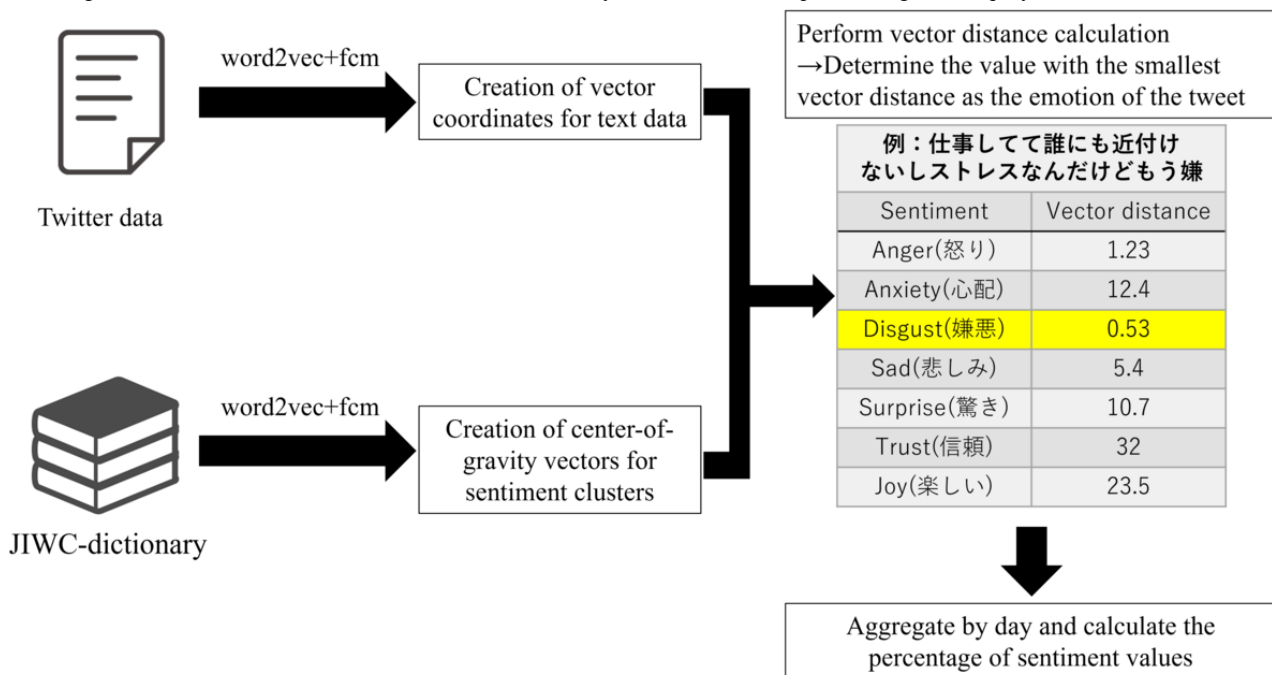 word2vec+fcm
Creation of vector
coordinates for text data
Twitter data
word2vec+fcm
Creation of center-of-
gravity vectors for
sentiment clusters
JIWC-dictionary
Perform vector distance calculation
→Determine the value with the smallest
vector distance as the emotion of the tweet
例：仕事してて誰にも近付け
ないしストレスなんだけどもう嫌
Sentiment Vector distance
Anger(怒り) 1.23
Anxiety(心配) 12.4
Disgust(嫌悪) 0.53
Sad(悲しみ) 5.4
Surprise(驚き) 10.7
Trust(信頼) 32
Joy(楽しい) 23.5
Aggregate by day and calculate the
percentage of sentiment values